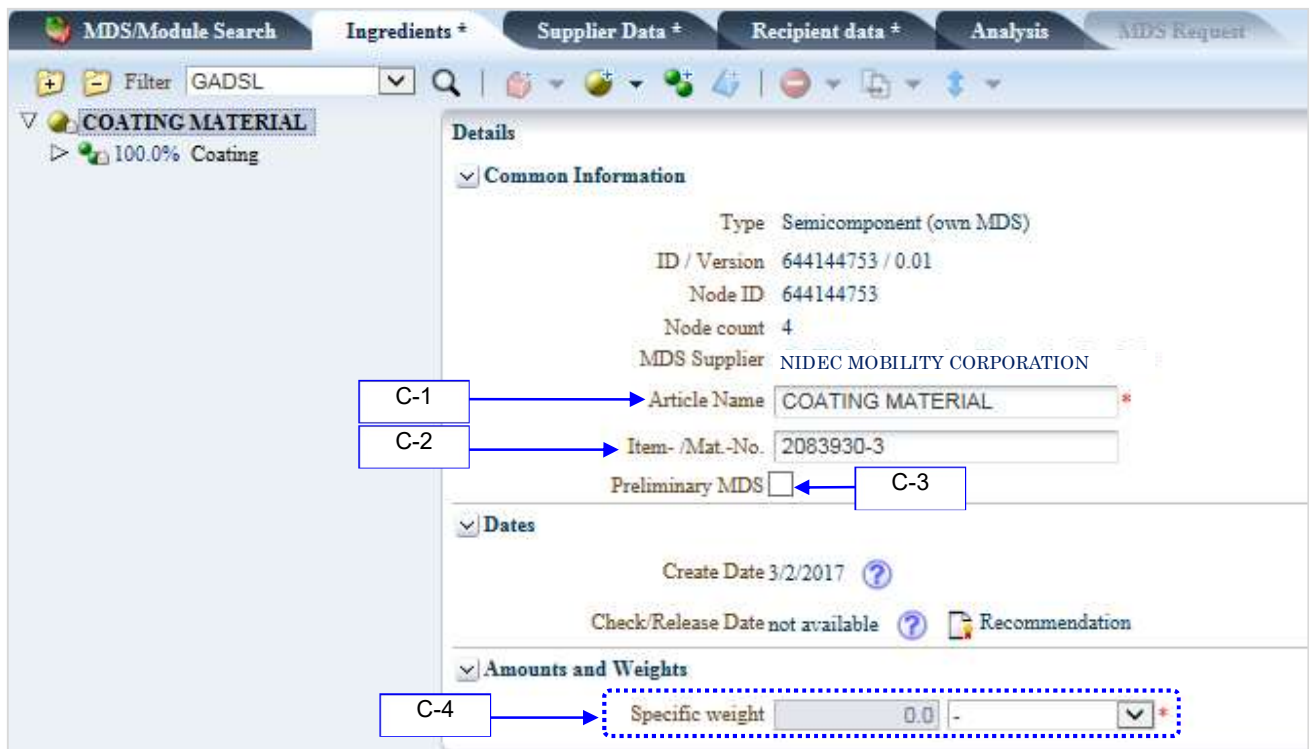 MDS/Module Search Ingredients * Supplier Data * Recipient data * Analysis MDS Request
Filter GADSL
COATING MATERIAL
100.0% Coating
Details
Common Information
Type Semicomponent (own MDS)
ID / Version 644144753 / 0.01
Node ID 644144753
Node count 4
MDS Supplier NIDEC MOBILITY CORPORATION
C-1 Article Name COATING MATERIAL *
C-2 Item- /Mat.-No. 2083930-3
Preliminary MDS C-3
Dates
Create Date 3/2/2017 ?
Check/Release Date not available ? Recommendation
Amounts and Weights
C-4 Specific weight 0.0 - *